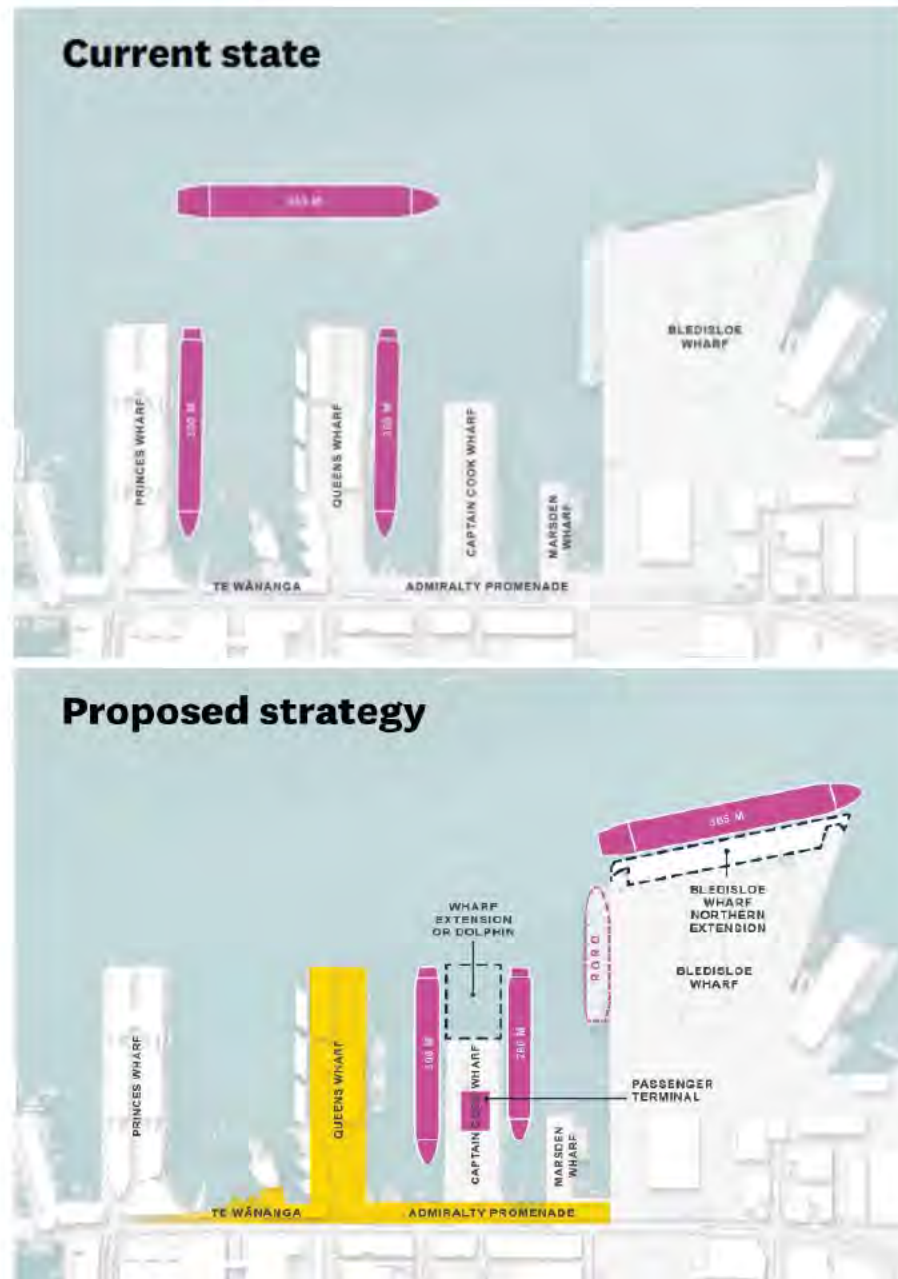 Current state
BLEDISLOE
WHARF
PRINCES WHARF
300 M
QUEENS WHARF
CAPTAIN COOK WHARF
MARSDEN
WHARF
TE WĀNANGA
ADMIRALTY PROMENADE
Proposed strategy
WHARF
EXTENSION
OR DOLPHIN
BLEDISLOE
WHARF
NORTHERN
EXTENSION
RORO
BLEDISLOE
WHARF
PRINCES WHARF
QUEENS WHARF
300 M
CAPTAIN COOK WHARF
PASSENGER
TERMINAL
MARSDEN
WHARF
TE WĀNANGA
ADMIRALTY PROMENADE